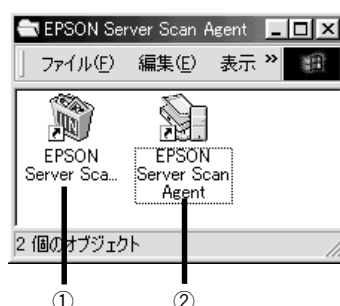 EPSON Server Scan Agent
ファイル(F) 編集(E) 表示 »
EPSON
Server Sca...
EPSON
Server Scan
Agent
2 個のオブジェクト
① ②